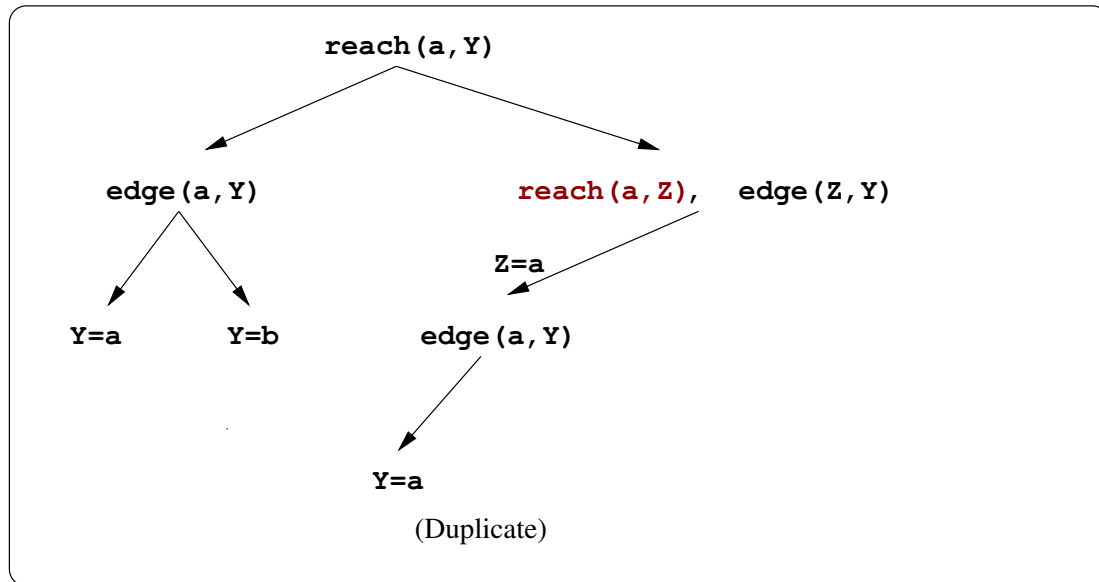 reach(a,Y)
edge(a,Y)
reach(a,Z), edge(Z,Y)
Z=a
Y=a
Y=b
edge(a,Y)
Y=a
(Duplicate)